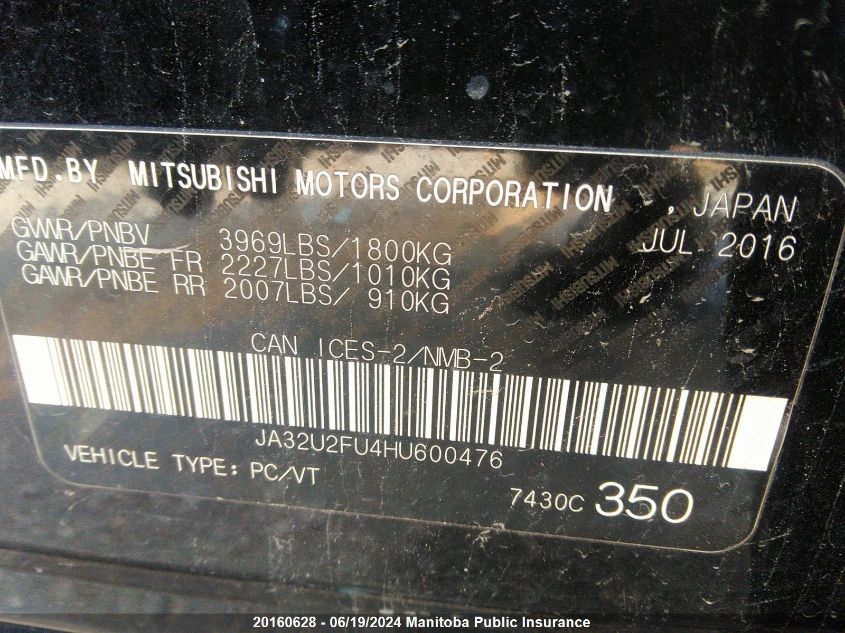 MFD.BY MITSUBISHI MOTORS CORPORATION , JAPAN
GVWR/PNBV 3969LBS/1800KG JUL 2016
GAWR/PNBE FR 2227LBS/1010KG
GAWR/PNBE RR 2007LBS/ 910KG
CAN ICES-2/NMB-2
JA32U2FU4HU600476
VEHICLE TYPE: PC/VT
7430C 350
20160628 - 06/19/2024 Manitoba Public Insurance